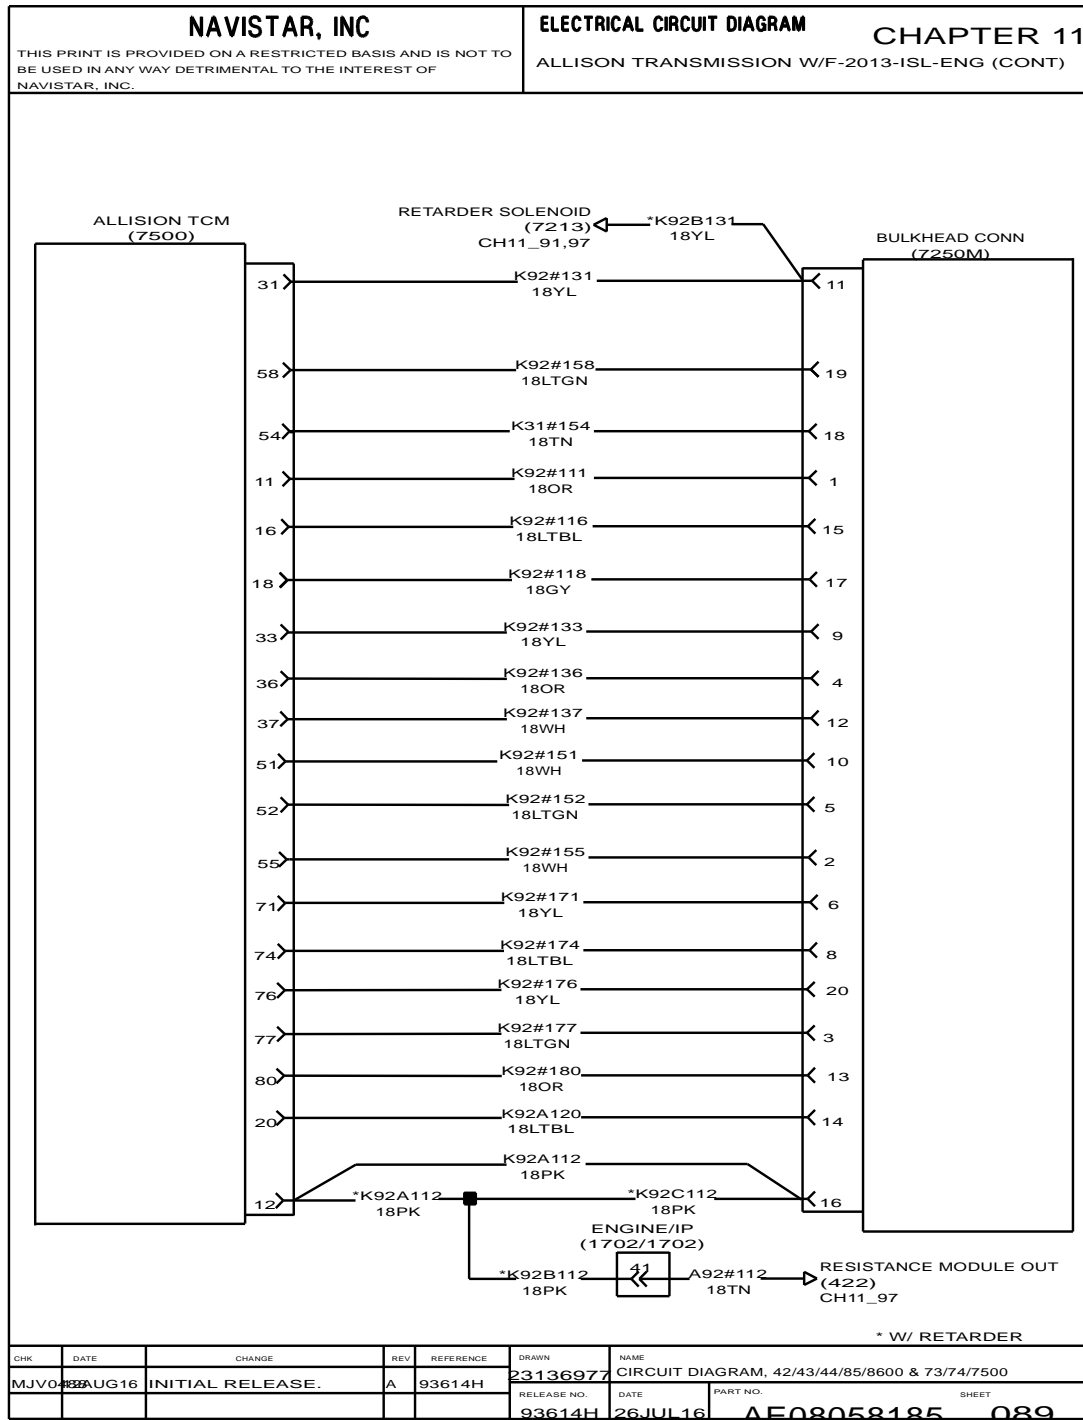 NAVISTAR, INC
THIS PRINT IS PROVIDED ON A RESTRICTED BASIS AND IS NOT TO
BE USED IN ANY WAY DETRIMENTAL TO THE INTEREST OF
NAVISTAR, INC.
ELECTRICAL CIRCUIT DIAGRAM
CHAPTER 11
ALLISON TRANSMISSION W/F-2013-ISL-ENG (CONT)
ALLISION TCM
(7500)
RETARDER SOLENOID
(7213)
CH11_91,97
*K92B131
18YL
BULKHEAD CONN
(7250M)
31 K92#131 11
18YL
58 K92#158 19
18LTGN
54 K31#154 18
18TN
11 K92#111 1
18OR
16 K92#116 15
18LTBL
18 K92#118 17
18GY
33 K92#133 9
18YL
36 K92#136 4
18OR
37 K92#137 12
18WH
51 K92#151 10
18WH
52 K92#152 5
18LTGN
55 K92#155 2
18WH
71 K92#171 6
18YL
74 K92#174 8
18LTBL
76 K92#176 20
18YL
77 K92#177 3
18LTGN
80 K92#180 13
18OR
20 K92A120 14
18LTBL
K92A112
18PK
12 *K92A112 *K92C112 16
18PK 18PK
ENGINE/IP
(1702/1702)
*K92B112 41 A92#112
18PK 18TN
RESISTANCE MODULE OUT
(422)
CH11_97
* W/ RETARDER
CHK DATE CHANGE REV REFERENCE DRAWN NAME
MJV0 AUG16 INITIAL RELEASE. A 93614H 23136977 CIRCUIT DIAGRAM, 42/43/44/85/8600 & 73/74/7500
RELEASE NO. DATE PART NO. SHEET
93614H 26JUL16 AF08058185 089